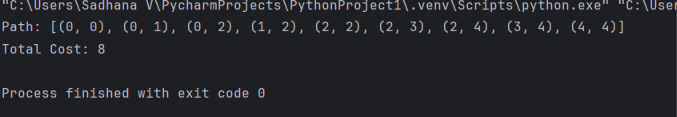 "C:\Users\Sadhana V\PycharmProjects\PythonProject1\.venv\Scripts\python.exe" "C:\User
Path: [(0, 0), (0, 1), (0, 2), (1, 2), (2, 2), (2, 3), (2, 4), (3, 4), (4, 4)]
Total Cost: 8
Process finished with exit code 0